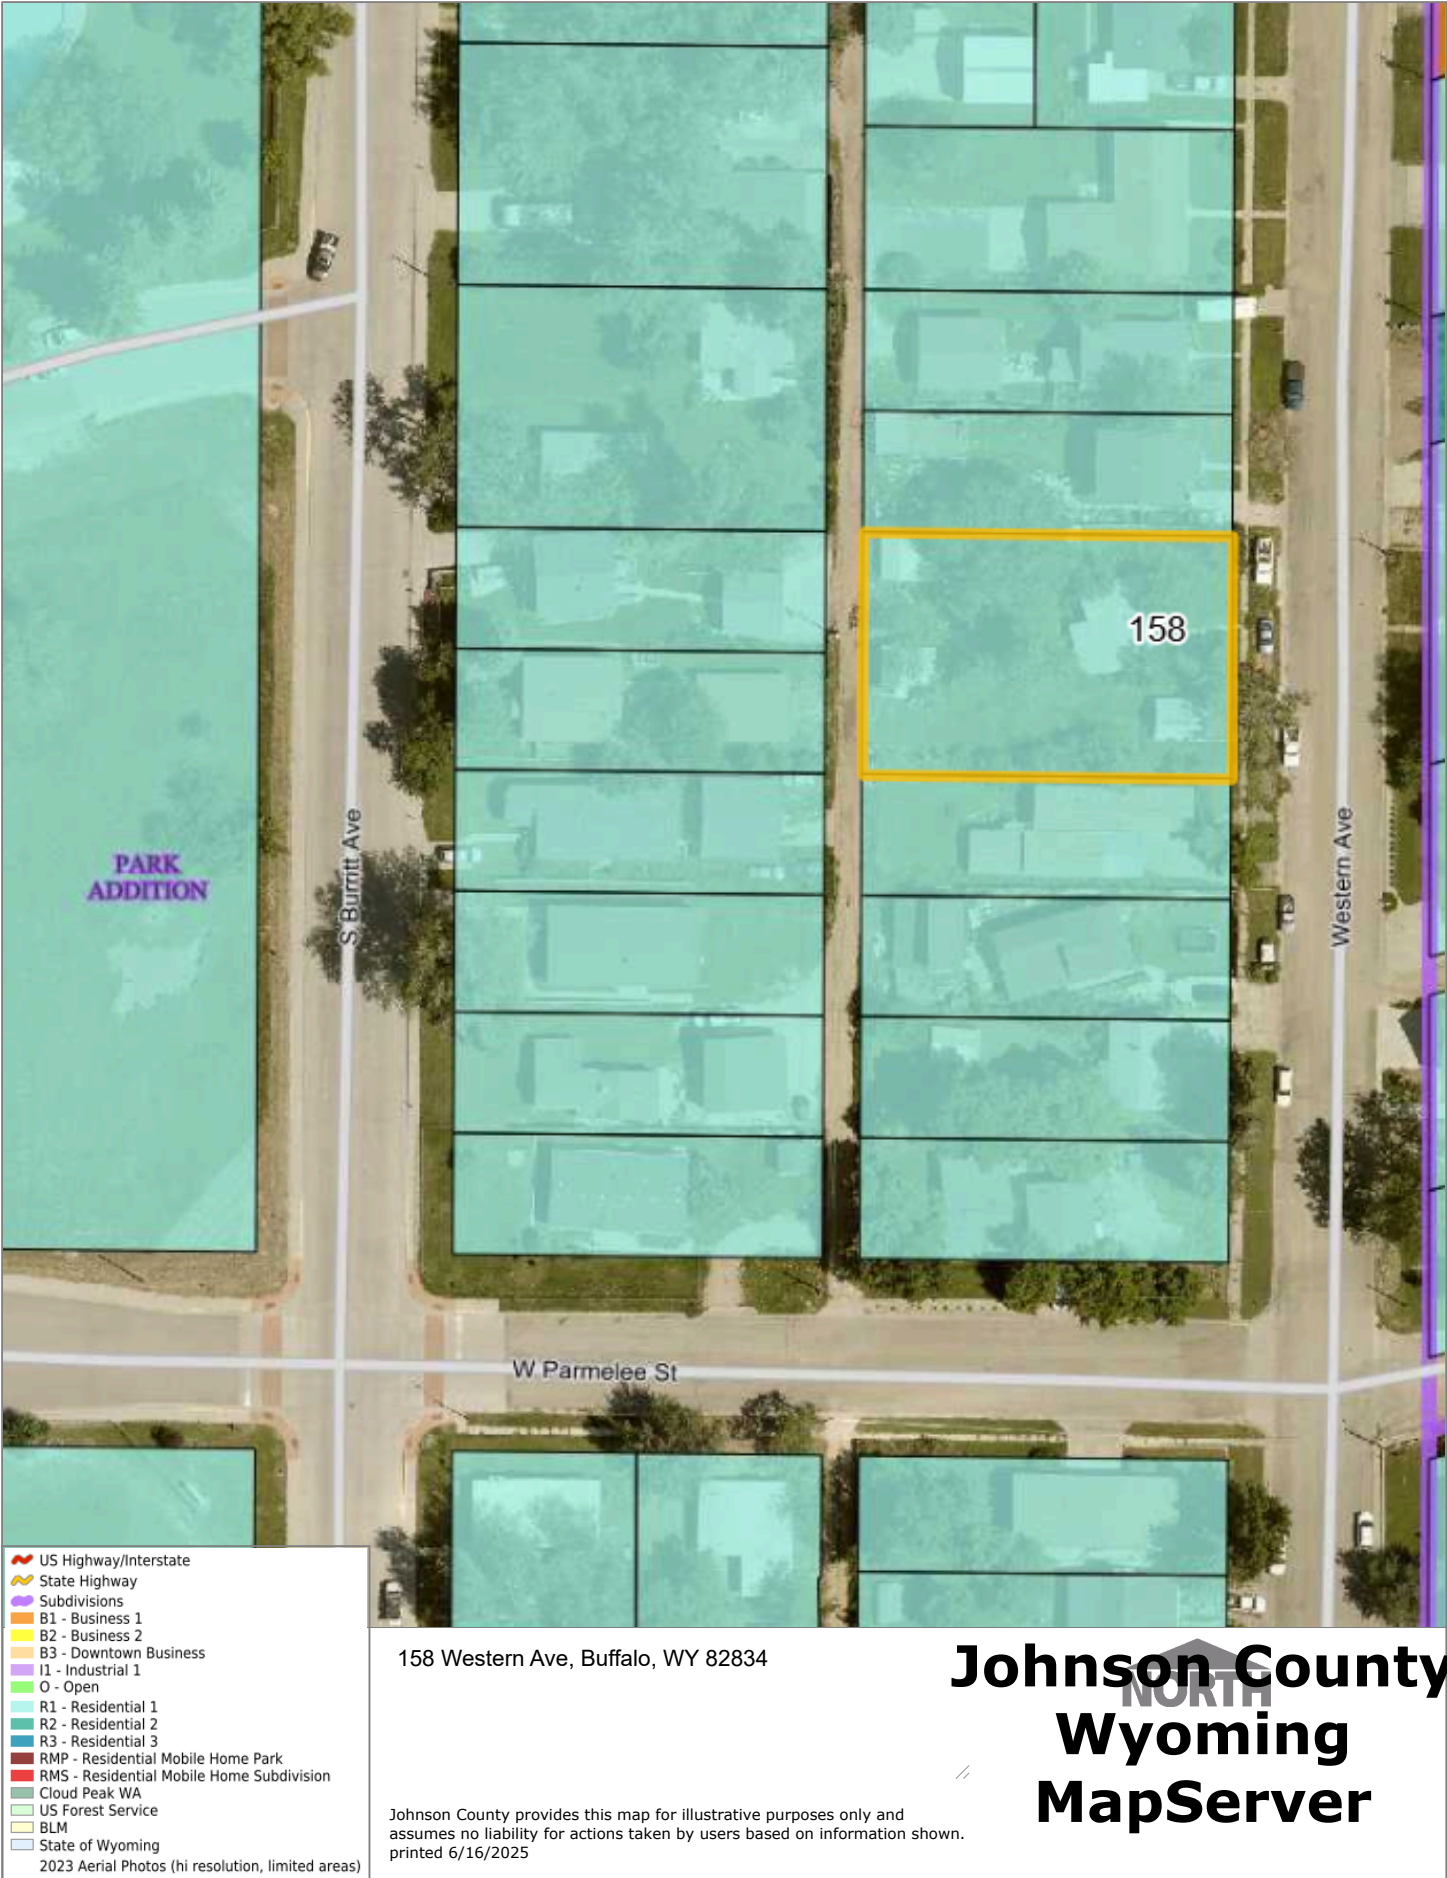 158
PARK
ADDITION
S Burritt Ave
Western Ave
W Parmelee St
US Highway/Interstate
State Highway
Subdivisions
B1 - Business 1
B2 - Business 2
B3 - Downtown Business
I1 - Industrial 1
O - Open
R1 - Residential 1
R2 - Residential 2
R3 - Residential 3
RMP - Residential Mobile Home Park
RMS - Residential Mobile Home Subdivision
Cloud Peak WA
US Forest Service
BLM
State of Wyoming
2023 Aerial Photos (hi resolution, limited areas)
158 Western Ave, Buffalo, WY 82834
Johnson County provides this map for illustrative purposes only and
assumes no liability for actions taken by users based on information shown.
printed 6/16/2025
Johnson County
NORTH
Wyoming
MapServer